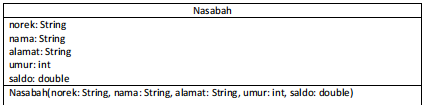 Nasabah
norek: String
nama: String
alamat: String
umur: int
saldo: double
Nasabah(norek: String, nama: String, alamat: String, umur: int, saldo: double)